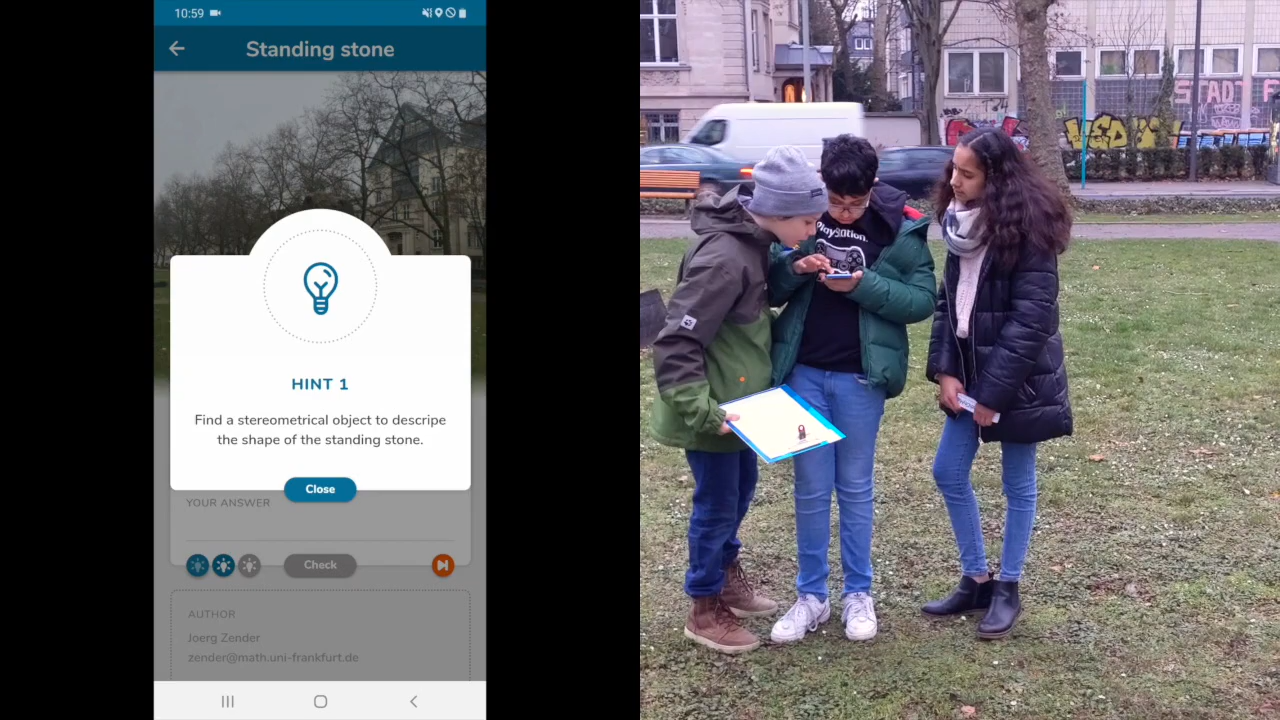 10:59
Standing stone
HINT 1
Find a stereometrical object to descripe
the shape of the standing stone.
Close
YOUR ANSWER
Check
AUTHOR
Joerg Zender
zender@math.uni-frankfurt.de
PlayStation.
STADT